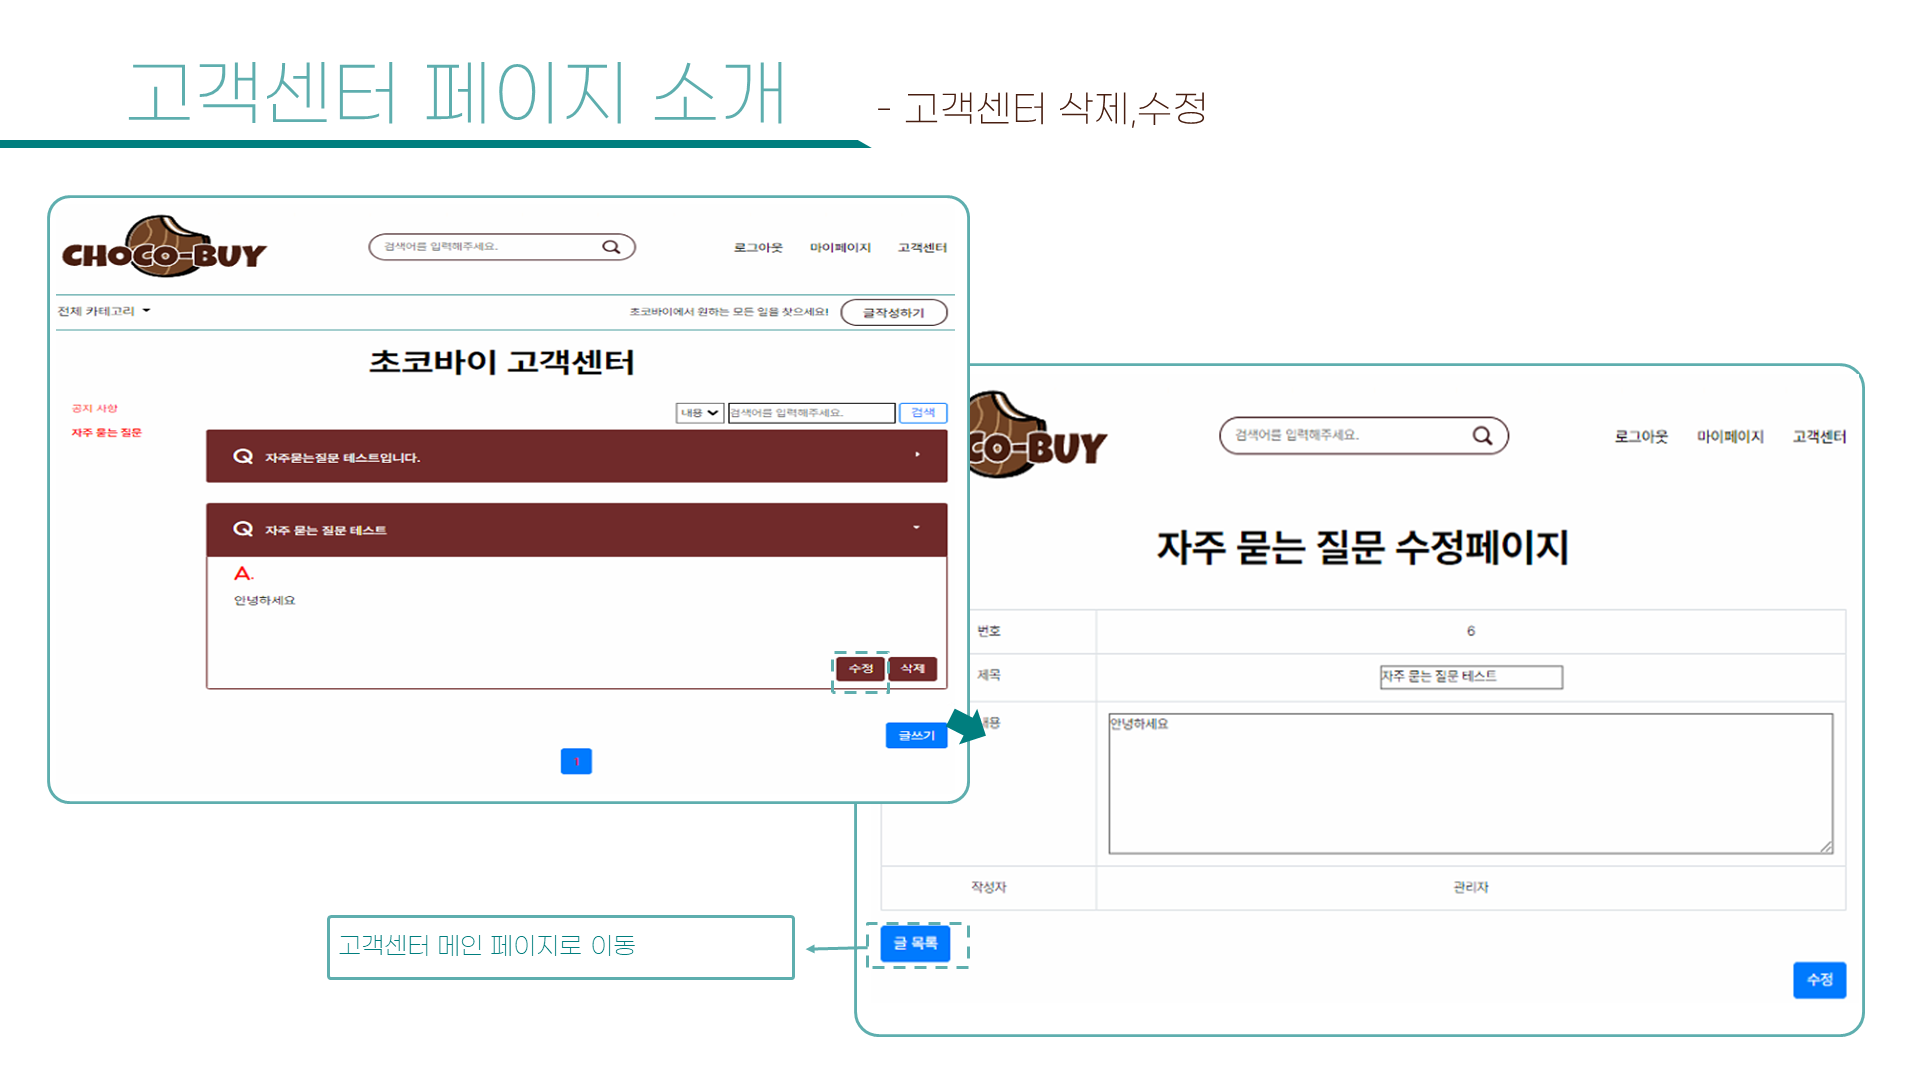 고객센터 페이지 소개
- 고객센터 삭제,수정
CHOCO-BUY
검색어를 입력해주세요.
로그아웃 마이페이지 고객센터
전체 카테고리
초코바이에서 원하는 모든 일을 찾으세요!
글작성하기
초코바이 고객센터
공지 사항
자주 묻는 질문
내용
검색어를 입력해주세요.
검색
Q 자주묻는질문 테스트입니다.
Q 자주 묻는 질문 테스트
A.
안녕하세요
수정 삭제
글쓰기
1
CO-BUY
검색어를 입력해주세요.
로그아웃 마이페이지 고객센터
자주 묻는 질문 수정페이지
번호 6
제목 자주 묻는 질문 테스트
내용 안녕하세요
작성자 관리자
글 목록
고객센터 메인 페이지로 이동
수정